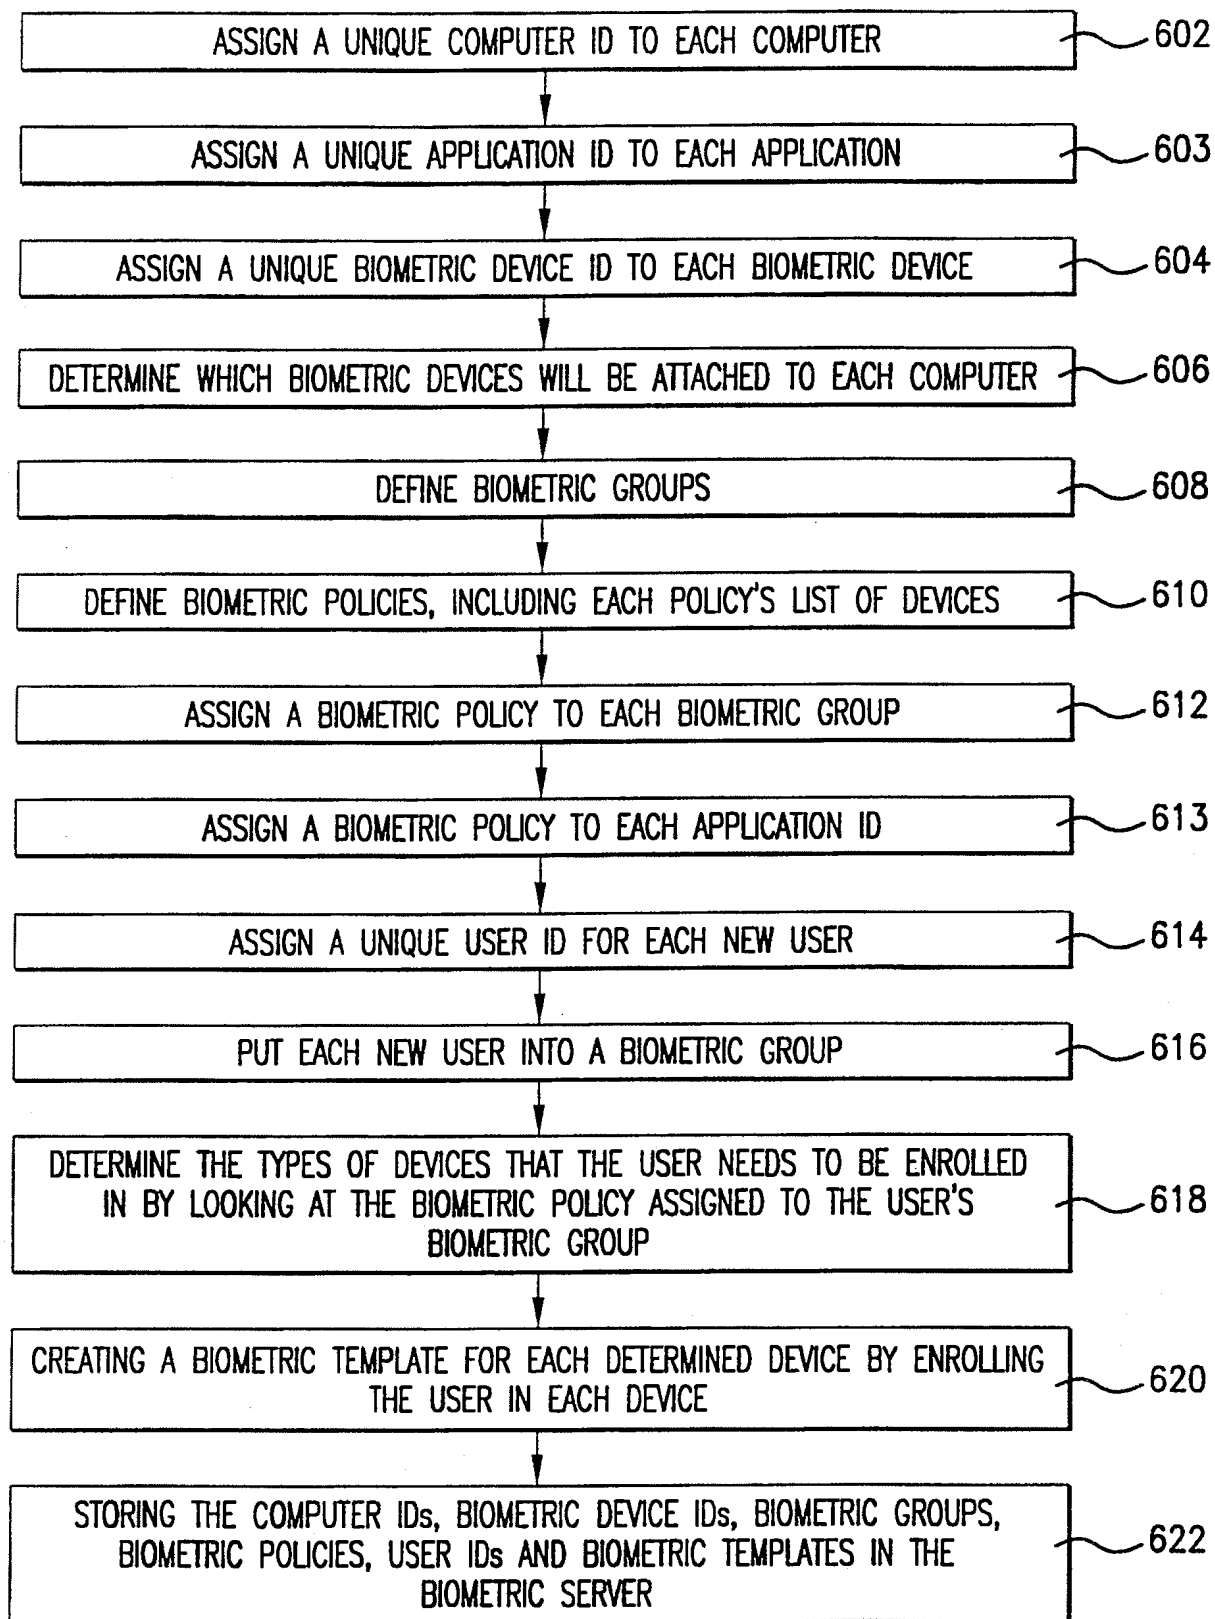 ASSIGN A UNIQUE COMPUTER ID TO EACH COMPUTER
602
ASSIGN A UNIQUE APPLICATION ID TO EACH APPLICATION
603
ASSIGN A UNIQUE BIOMETRIC DEVICE ID TO EACH BIOMETRIC DEVICE
604
DETERMINE WHICH BIOMETRIC DEVICES WILL BE ATTACHED TO EACH COMPUTER
606
DEFINE BIOMETRIC GROUPS
608
DEFINE BIOMETRIC POLICIES, INCLUDING EACH POLICY'S LIST OF DEVICES
610
ASSIGN A BIOMETRIC POLICY TO EACH BIOMETRIC GROUP
612
ASSIGN A BIOMETRIC POLICY TO EACH APPLICATION ID
613
ASSIGN A UNIQUE USER ID FOR EACH NEW USER
614
PUT EACH NEW USER INTO A BIOMETRIC GROUP
616
DETERMINE THE TYPES OF DEVICES THAT THE USER NEEDS TO BE ENROLLED
IN BY LOOKING AT THE BIOMETRIC POLICY ASSIGNED TO THE USER'S
BIOMETRIC GROUP
618
CREATING A BIOMETRIC TEMPLATE FOR EACH DETERMINED DEVICE BY ENROLLING
THE USER IN EACH DEVICE
620
STORING THE COMPUTER IDs, BIOMETRIC DEVICE IDs, BIOMETRIC GROUPS,
BIOMETRIC POLICIES, USER IDs AND BIOMETRIC TEMPLATES IN THE
BIOMETRIC SERVER
622